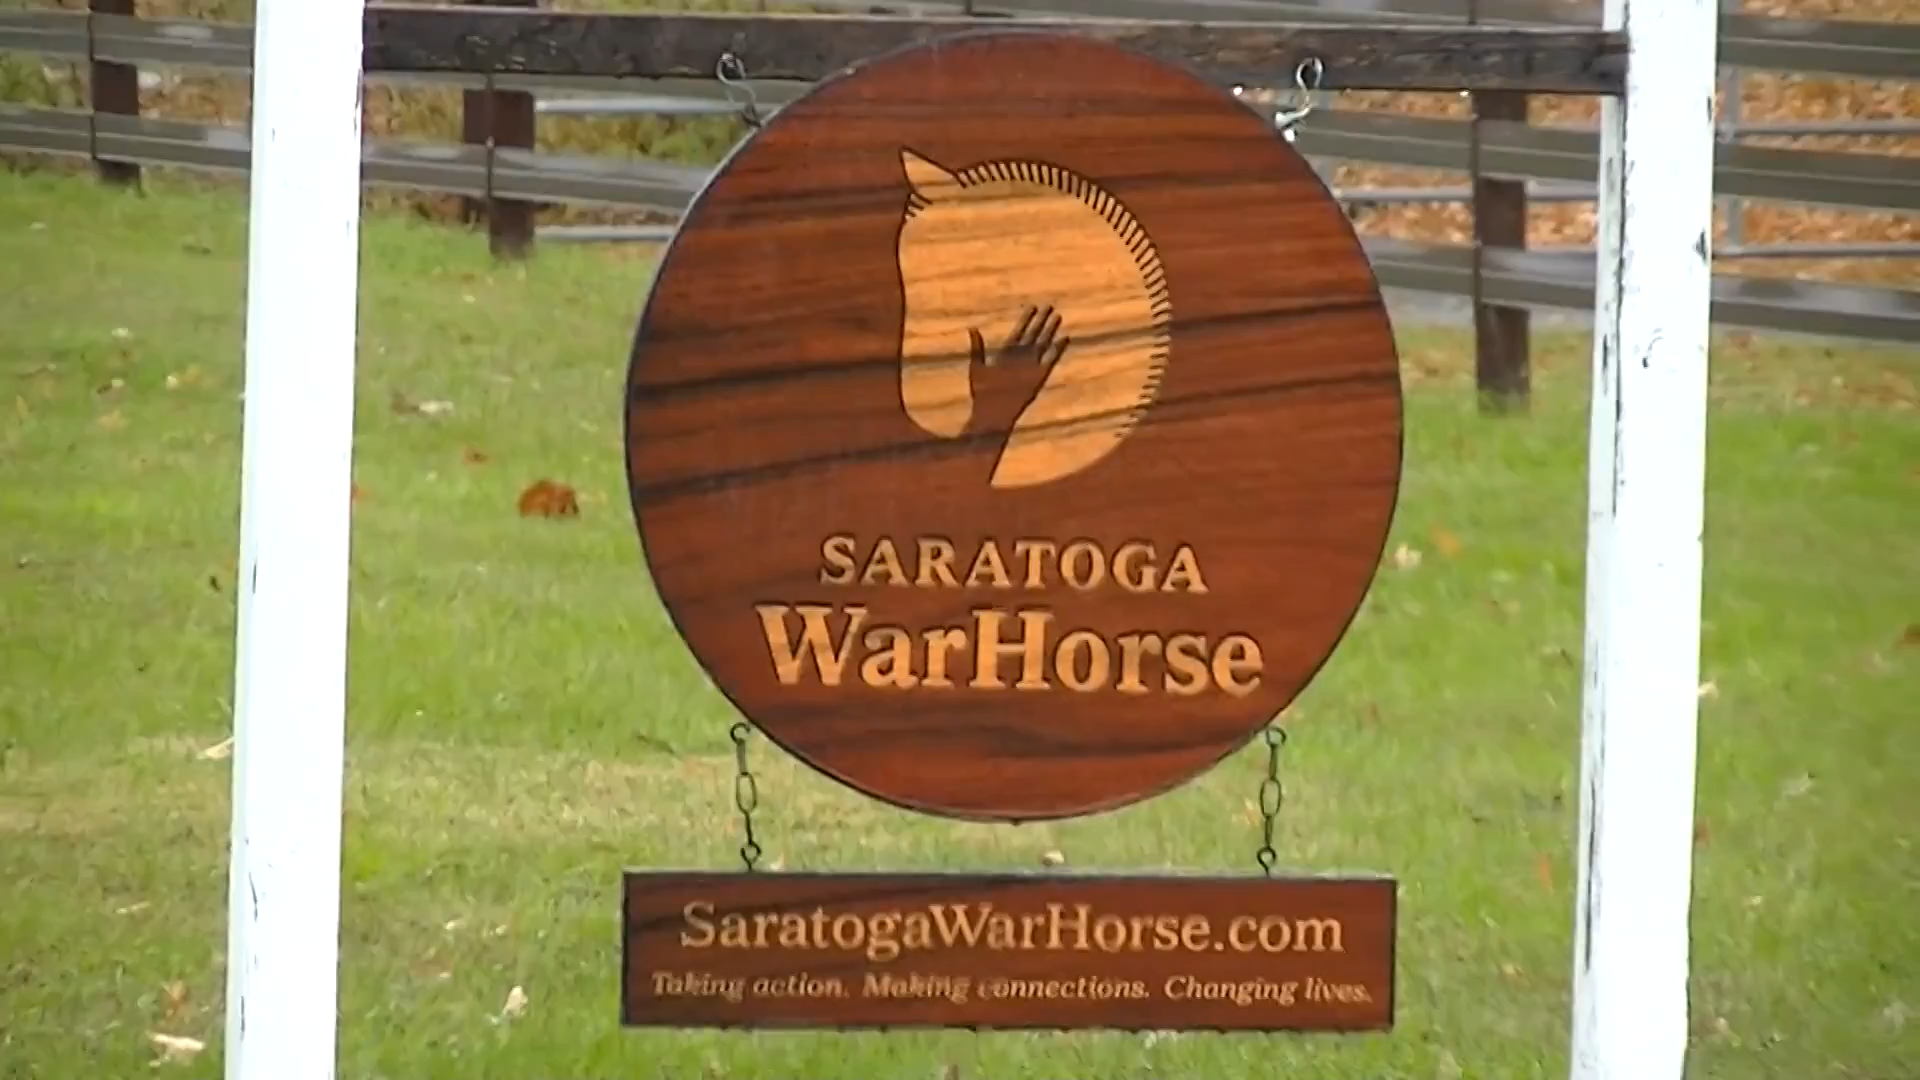 SARATOGA
WarHorse
SaratogaWarHorse.com
Taking action. Making connections. Changing lives.